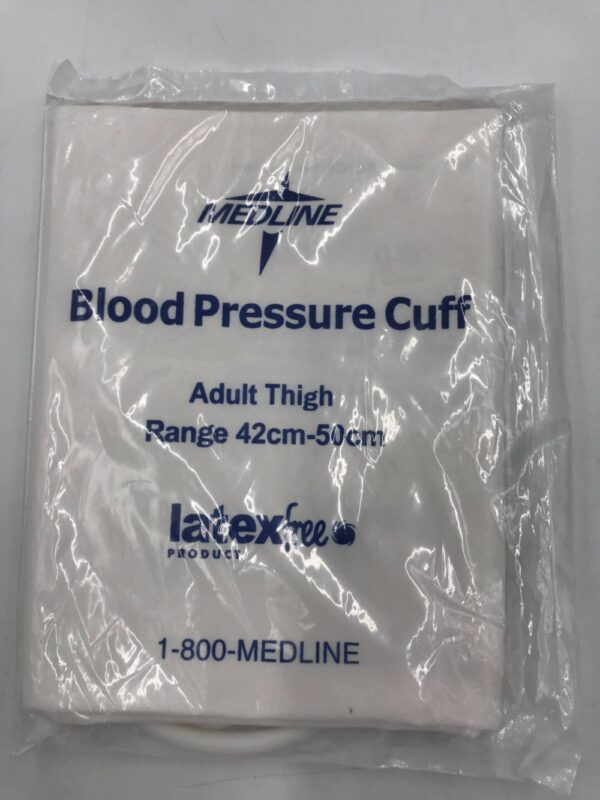 MEDLINE
Blood Pressure Cuff
Adult Thigh
Range 42cm-50cm
latexfree
PRODUCT
1-800-MEDLINE